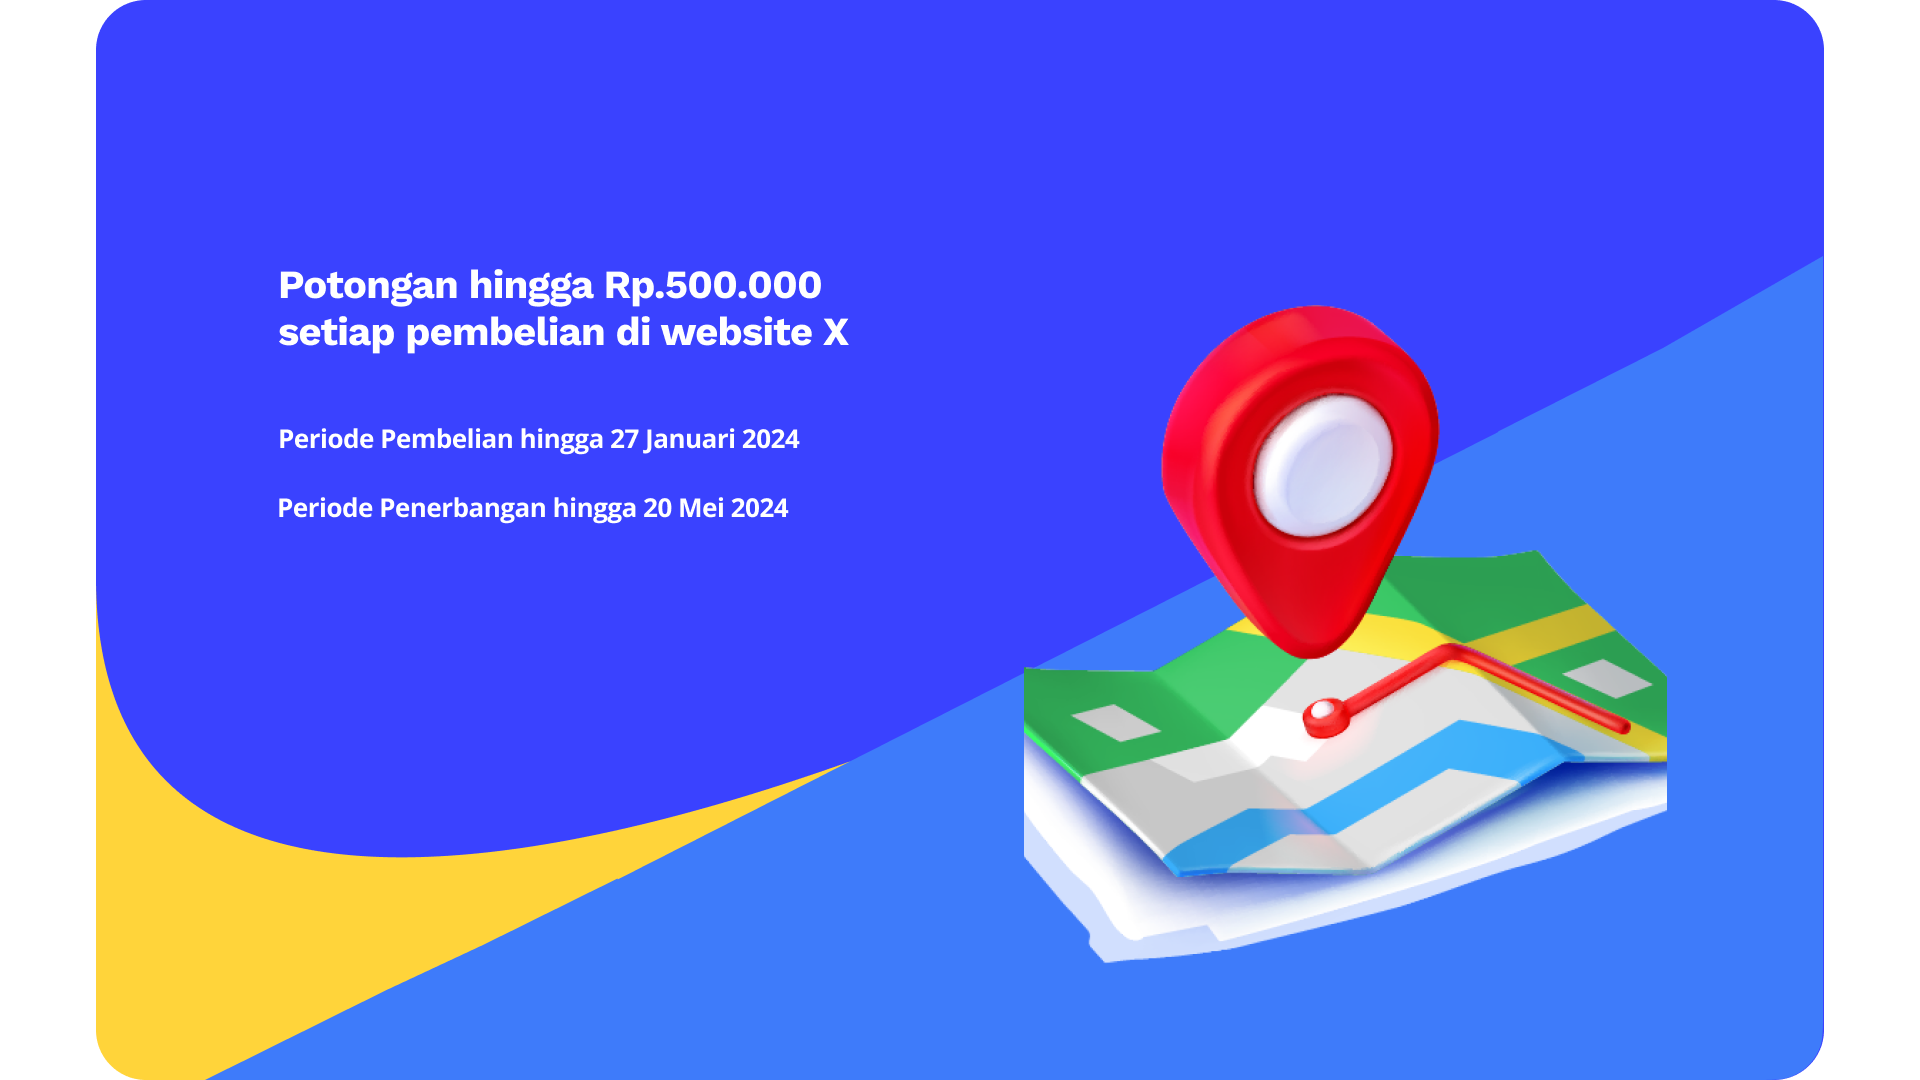 Potongan hingga Rp.500.000
setiap pembelian di website X
Periode Pembelian hingga 27 Januari 2024
Periode Penerbangan hingga 20 Mei 2024